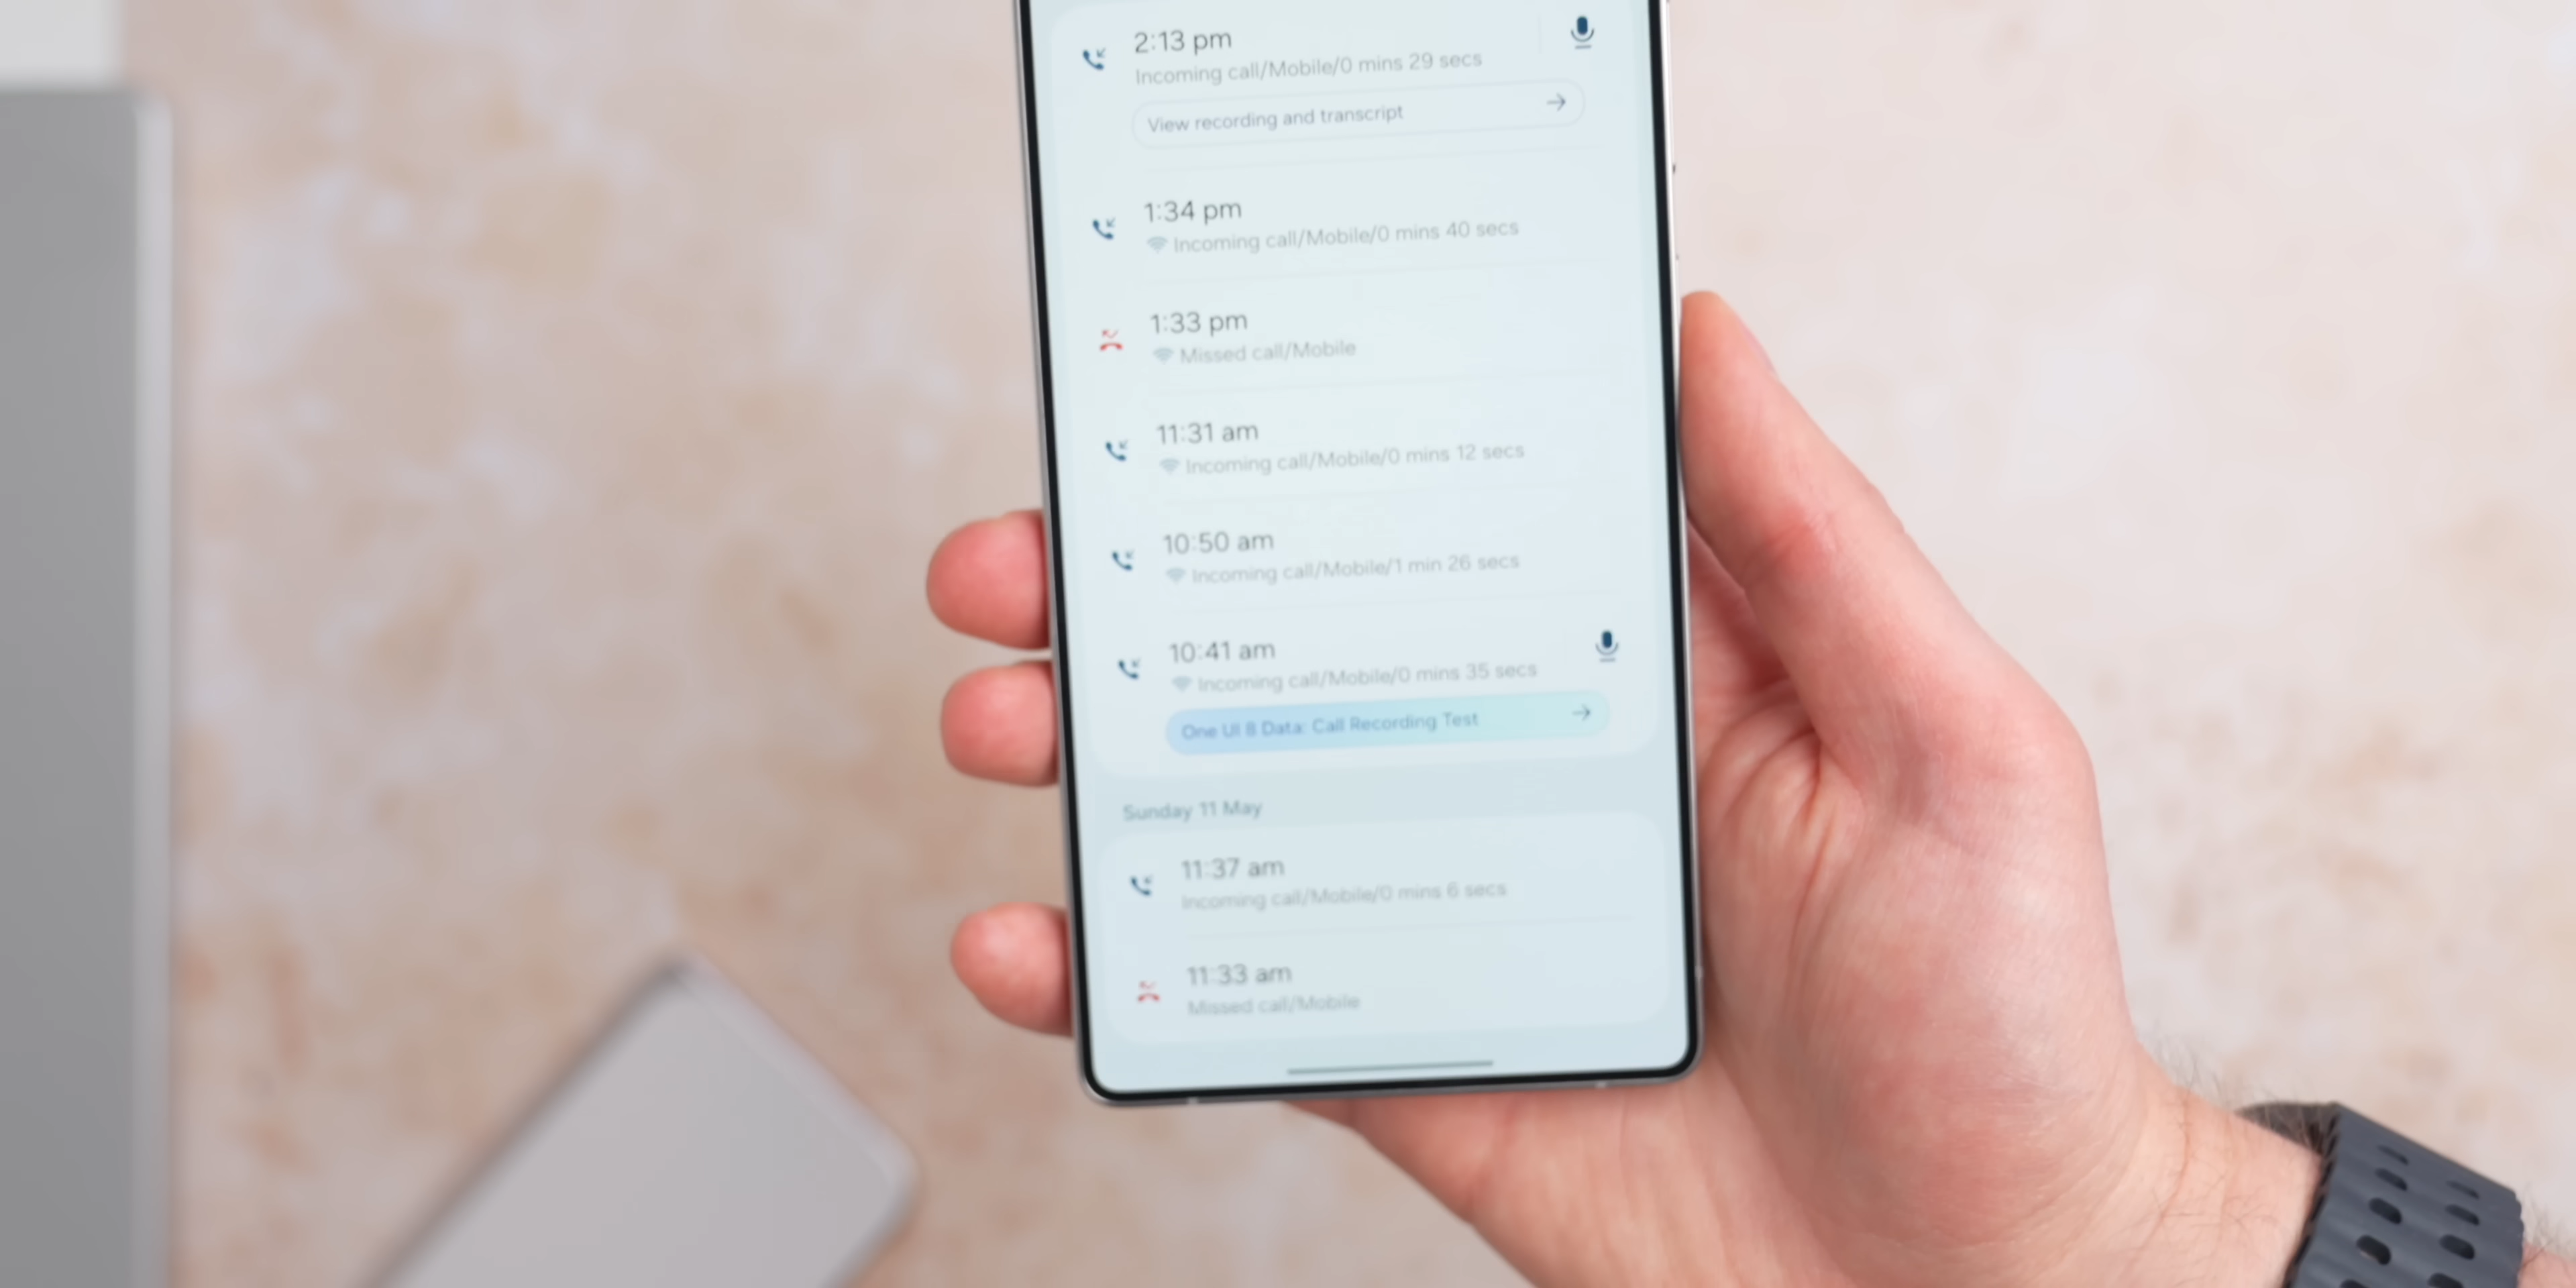 2:13 pm
Incoming call/Mobile/0 mins 29 secs
View recording and transcript
1:34 pm
Incoming call/Mobile/0 mins 40 secs
1:33 pm
Missed call/Mobile
11:31 am
Incoming call/Mobile/0 mins 12 secs
10:50 am
Incoming call/Mobile/1 min 26 secs
10:41 am
Incoming call/Mobile/0 mins 35 secs
One UI 8 Data: Call Recording Test
Sunday 11 May
11:37 am
Incoming call/Mobile/0 mins 6 secs
11:33 am
Missed call/Mobile